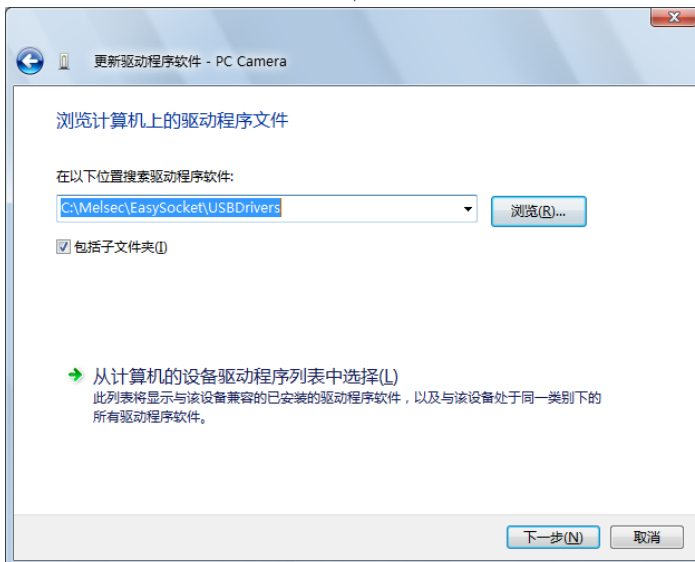 更新驱动程序软件 - PC Camera
浏览计算机上的驱动程序文件
在以下位置搜索驱动程序软件:
C:\Melsec\EasySocket\USBDrivers
浏览(R)...
包括子文件夹(I)
从计算机的设备驱动程序列表中选择(L)
此列表将显示与该设备兼容的已安装的驱动程序软件，以及与该设备处于同一类别下的
所有驱动程序软件。
下一步(N)
取消